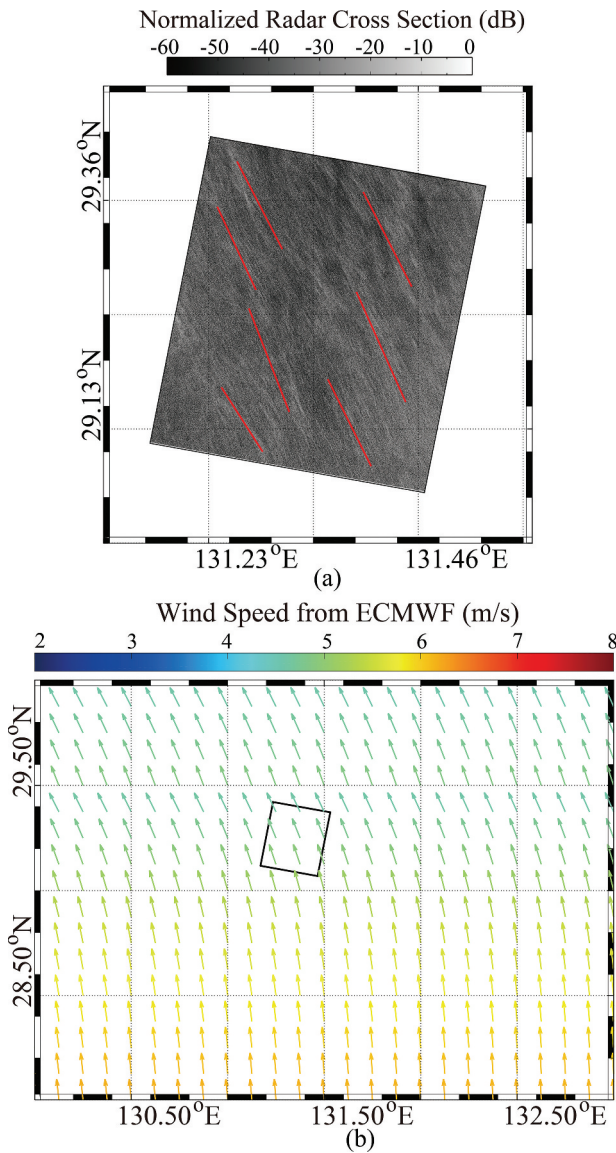 Normalized Radar Cross Section (dB)
-60 -50 -40 -30 -20 -10 0
29.36°N
29.13°N
131.23°E 131.46°E
(a)
Wind Speed from ECMWF (m/s)
2 3 4 5 6 7 8
29.50°N
28.50°N
130.50°E 131.50°E 132.50°E
(b)